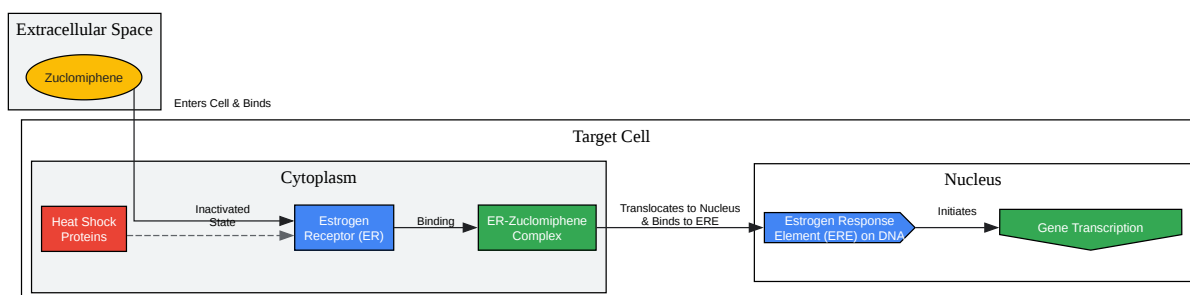 Extracellular Space
Zuclomiphene
Enters Cell & Binds
Target Cell
Cytoplasm
Heat Shock
Proteins
Inactivated
State
Estrogen
Receptor (ER)
Binding
ER-Zuclomiphene
Complex
Translocates to Nucleus
& Binds to ERE
Nucleus
Estrogen Response
Element (ERE) on DNA
Initiates
Gene Transcription